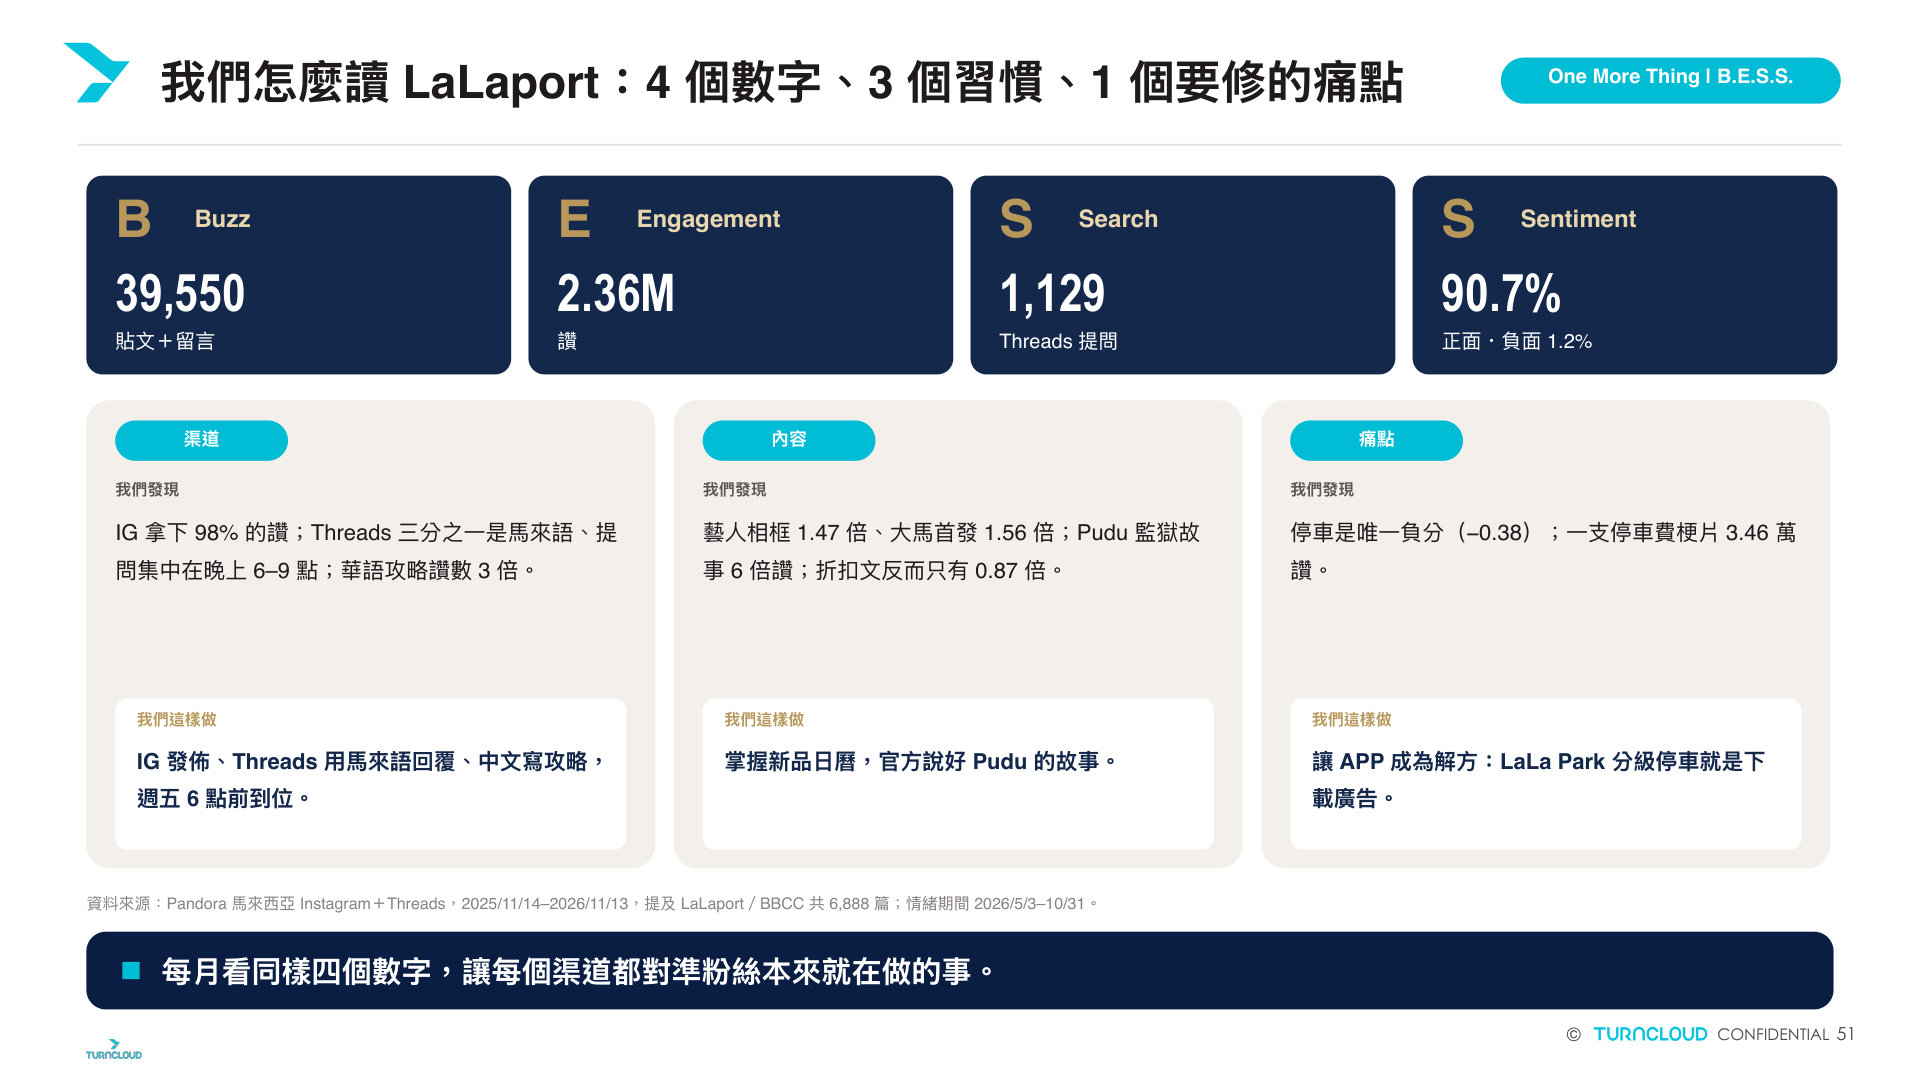 我們怎麼讀 LaLaport：4 個數字、3 個習慣、1 個要修的痛點
One More Thing | B.E.S.S.
B Buzz
39,550
貼文＋留言
E Engagement
2.36M
讚
S Search
1,129
Threads 提問
S Sentiment
90.7%
正面・負面 1.2%
渠道
我們發現
IG 拿下 98% 的讚；Threads 三分之一是馬來語、提
問集中在晚上 6–9 點；華語攻略讚數 3 倍。
我們這樣做
IG 發佈、Threads 用馬來語回覆、中文寫攻略，
週五 6 點前到位。
內容
我們發現
藝人相框 1.47 倍、大馬首發 1.56 倍；Pudu 監獄故
事 6 倍讚；折扣文反而只有 0.87 倍。
我們這樣做
掌握新品日曆，官方說好 Pudu 的故事。
痛點
我們發現
停車是唯一負分（–0.38）；一支停車費梗片 3.46 萬
讚。
我們這樣做
讓 APP 成為解方：LaLa Park 分級停車就是下
載廣告。
資料來源：Pandora 馬來西亞 Instagram＋Threads，2025/11/14–2026/11/13，提及 LaLaport / BBCC 共 6,888 篇；情緒期間 2026/5/3–10/31。
■ 每月看同樣四個數字，讓每個渠道都對準粉絲本來就在做的事。
TURNCLOUD
© TURNCLOUD CONFIDENTIAL 51